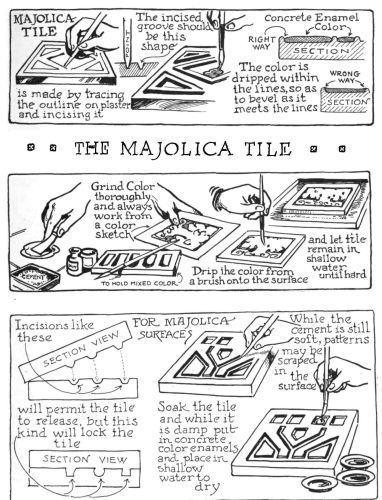 MAJOLICA
TILE
is made by tracing
the outline on plaster
and incising it
The incised
groove should
be this
shape
Concrete Enamel
Color
RIGHT
WAY
SECTION
The color is
dripped within
the lines, so as
to bevel as it
meets the lines
WRONG
WAY
SECTION
THE MAJOLICA TILE
Grind Color
thoroughly
and always
work from
a color
sketch
CEMENT
TO HOLD MIXED COLOR
Drip the color from
a brush onto the surface
and let tile
remain in
shallow
water
until hard
Incisions like
these
SECTION VIEW
will permit the tile
to release, but this
kind will lock the
tile
SECTION VIEW
FOR MAJOLICA
SURFACES
Soak the tile
and while it
is damp put
in concrete
color enamels
and place in
shallow
water to
dry
While the
cement is still
soft, patterns
may be
scraped
in
the
surface